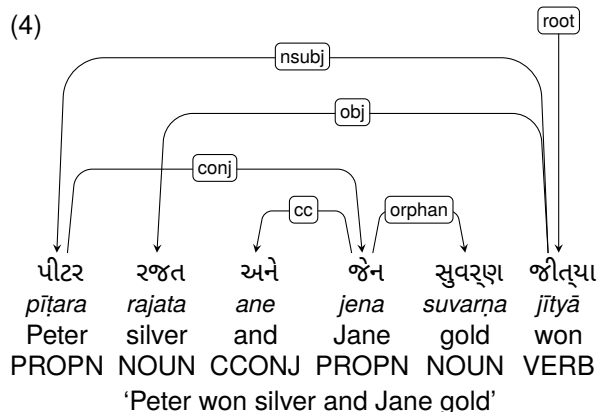 (4)
root
nsubj
obj
conj
cc orphan
પીટર રજત અને જેન સુવર્ણ જીત્યા
pīṭara rajata ane jena suvarṇa jītyā
Peter silver and Jane gold won
PROPN NOUN CCONJ PROPN NOUN VERB
‘Peter won silver and Jane gold’